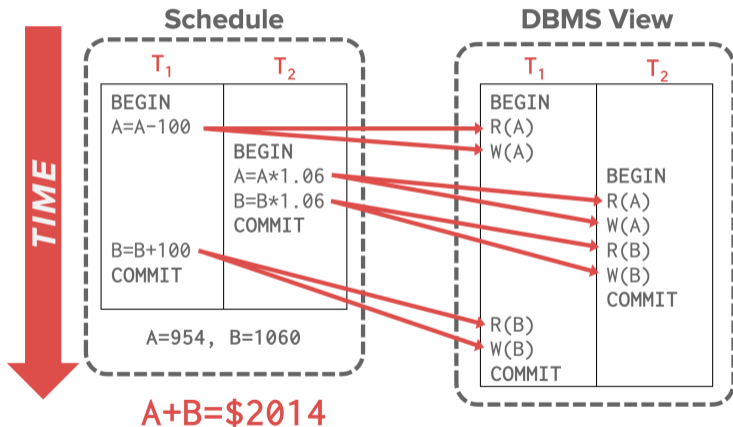 Schedule
DBMS View
TIME
T1 T2
BEGIN
A=A-100
BEGIN
A=A*1.06
B=B*1.06
COMMIT
B=B+100
COMMIT
A=954, B=1060
A+B=$2014
T1 T2
BEGIN
R(A)
W(A)
BEGIN
R(A)
W(A)
R(B)
W(B)
COMMIT
R(B)
W(B)
COMMIT